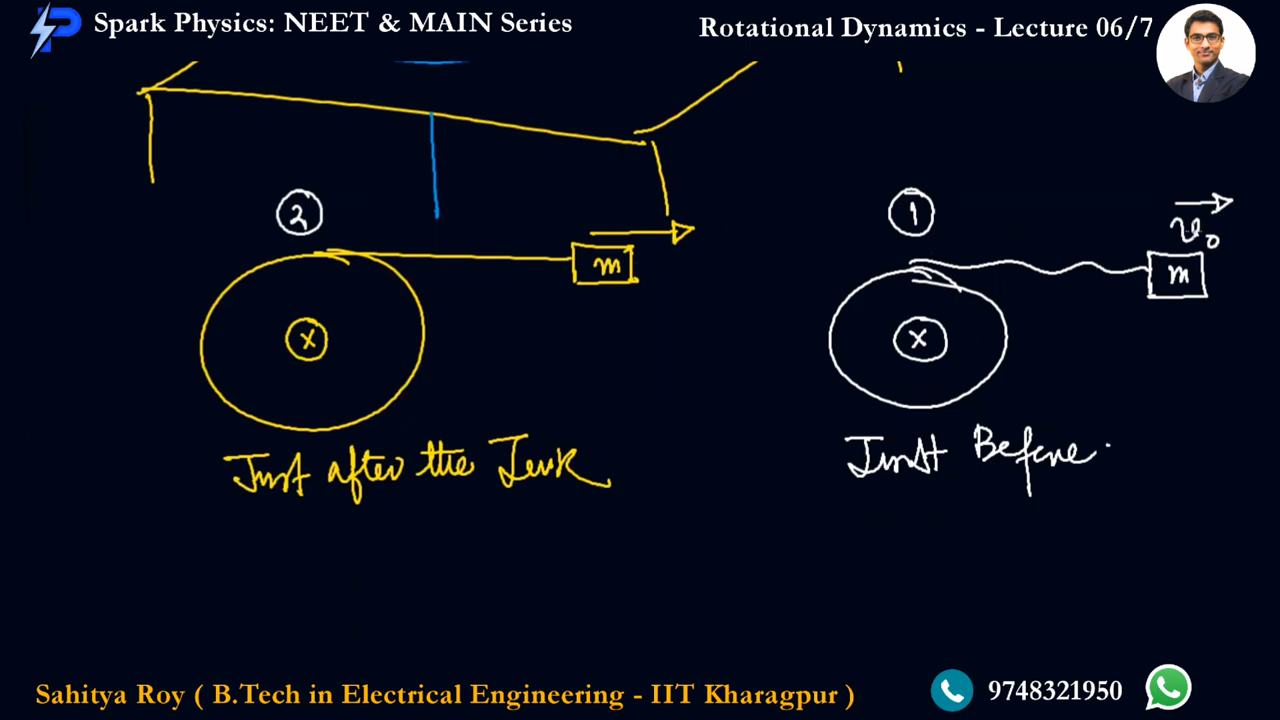 Spark Physics: NEET & MAIN Series
Rotational Dynamics - Lecture 06/7
2
m
Just after the Jerk
1
v₀
m
Just Before
Sahitya Roy ( B.Tech in Electrical Engineering - IIT Kharagpur )
9748321950